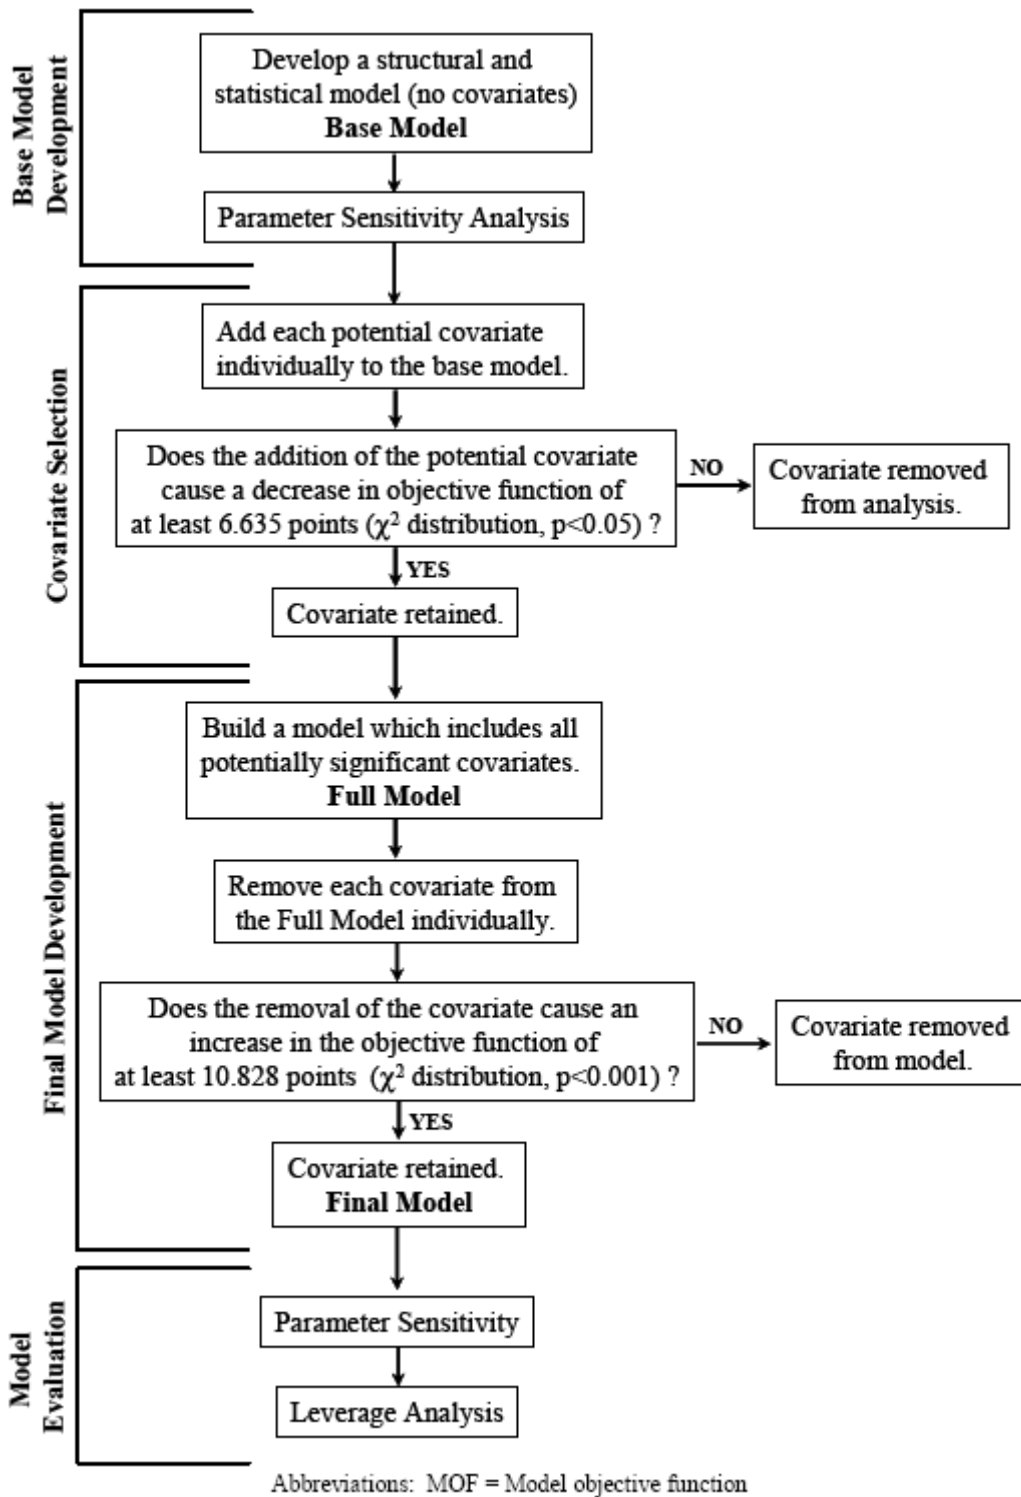 Base Model
Development
Develop a structural and
statistical model (no covariates)
Base Model
Parameter Sensitivity Analysis
Covariate Selection
Add each potential covariate
individually to the base model.
Does the addition of the potential covariate
cause a decrease in objective function of
at least 6.635 points (χ² distribution, p<0.05) ?
NO
Covariate removed
from analysis.
YES
Covariate retained.
Final Model Development
Build a model which includes all
potentially significant covariates.
Full Model
Remove each covariate from
the Full Model individually.
Does the removal of the covariate cause an
increase in the objective function of
at least 10.828 points (χ² distribution, p<0.001) ?
NO
Covariate removed
from model.
YES
Covariate retained.
Final Model
Model
Evaluation
Parameter Sensitivity
Leverage Analysis
Abbreviations: MOF = Model objective function